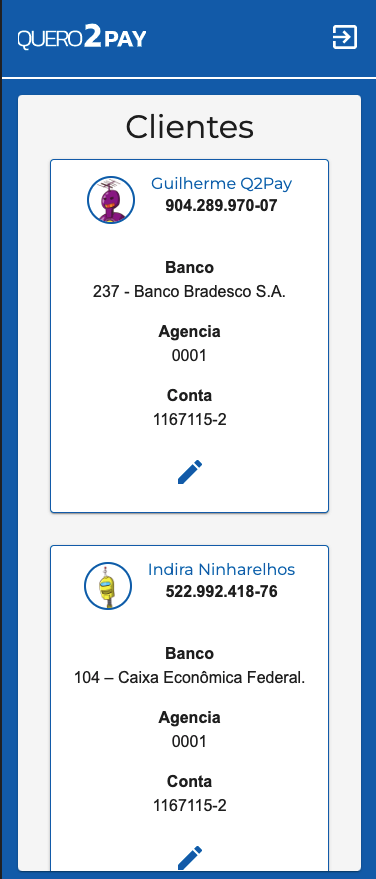 QUERO2PAY
Clientes
Guilherme Q2Pay
904.289.970-07
Banco
237 - Banco Bradesco S.A.
Agencia
0001
Conta
1167115-2
Indira Ninharelhos
522.992.418-76
Banco
104 – Caixa Econômica Federal.
Agencia
0001
Conta
1167115-2